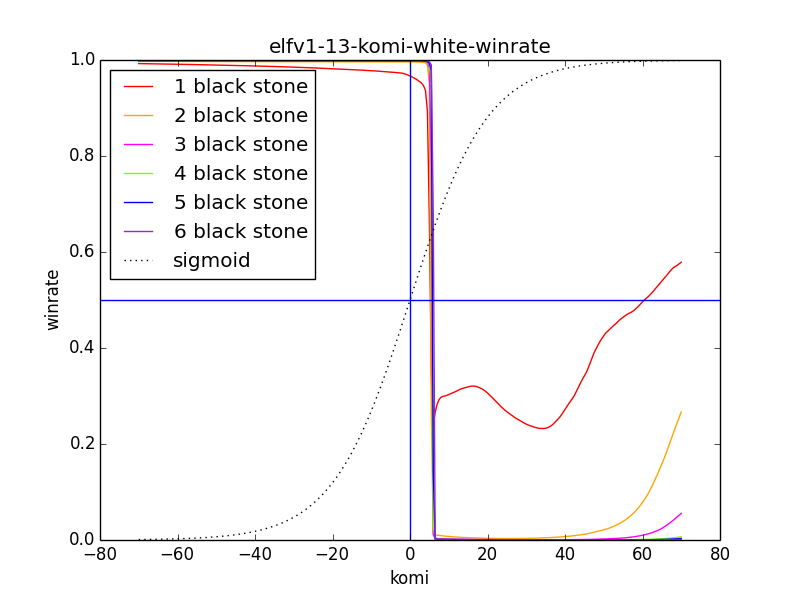 elfv1-13-komi-white-winrate
1.0
0.8
0.6
0.4
0.2
0.0
winrate
1 black stone
2 black stone
3 black stone
4 black stone
5 black stone
6 black stone
sigmoid
−80 −60 −40 −20 0 20 40 60 80
komi